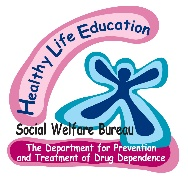 Healthy Life Education
Social Welfare Bureau
The Department for Prevention
and Treatment of Drug Dependence